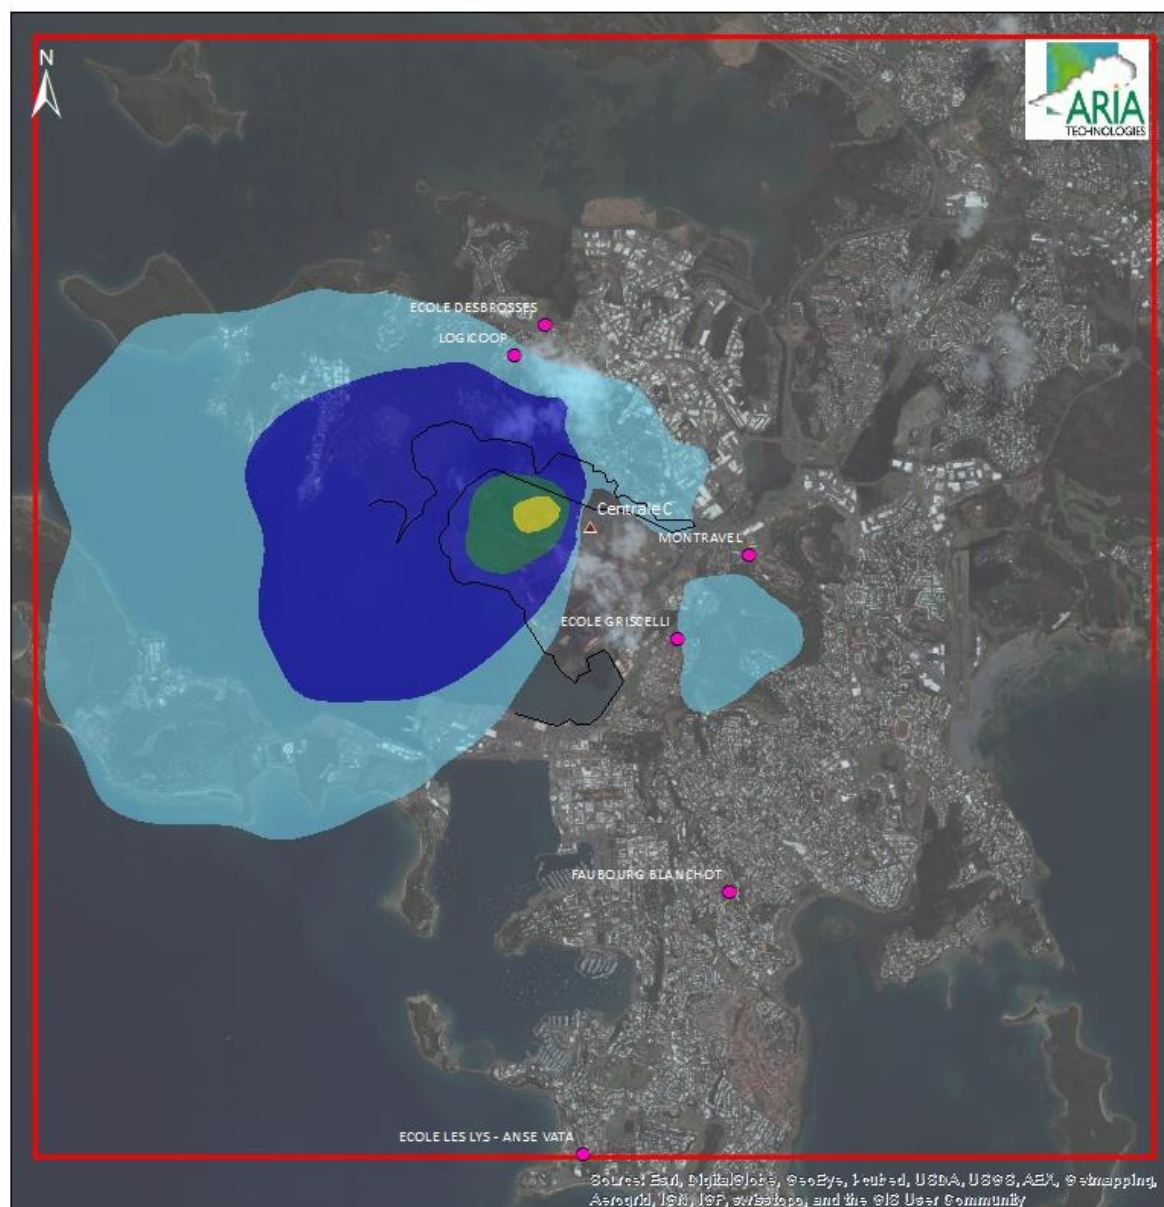 N
ARIA
TECHNOLOGIES
ECOLE DESBROSSES
LOGICOOP
Centrale C
MONTRAVEL
ECOLE GRISCELLI
FAUBOURG BLANCHOT
ECOLE LES LYS - ANSE VATA
Source: Esri, DigitalGlobe, GeoEye, i-cubed, USDA, USGS, AEX, Getmapping,
Aerogrid, IGN, IGP, swisstopo, and the GIS User Community